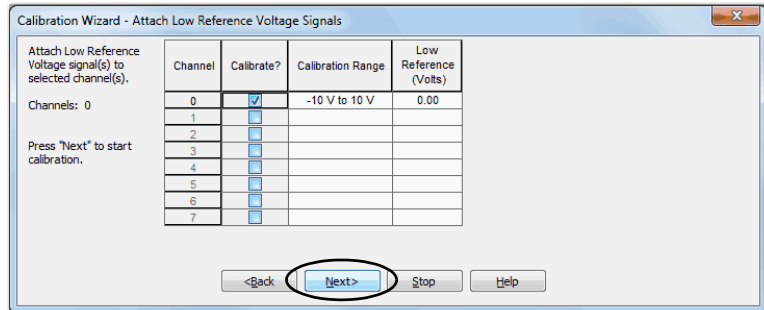 Calibration Wizard - Attach Low Reference Voltage Signals
Attach Low Reference
Voltage signal(s) to
selected channel(s).
Channels: 0
Press "Next" to start
calibration.
Channel Calibrate? Calibration Range Low Reference (Volts)
0 -10 V to 10 V 0.00
1
2
3
4
5
6
7
<Back Next> Stop Help